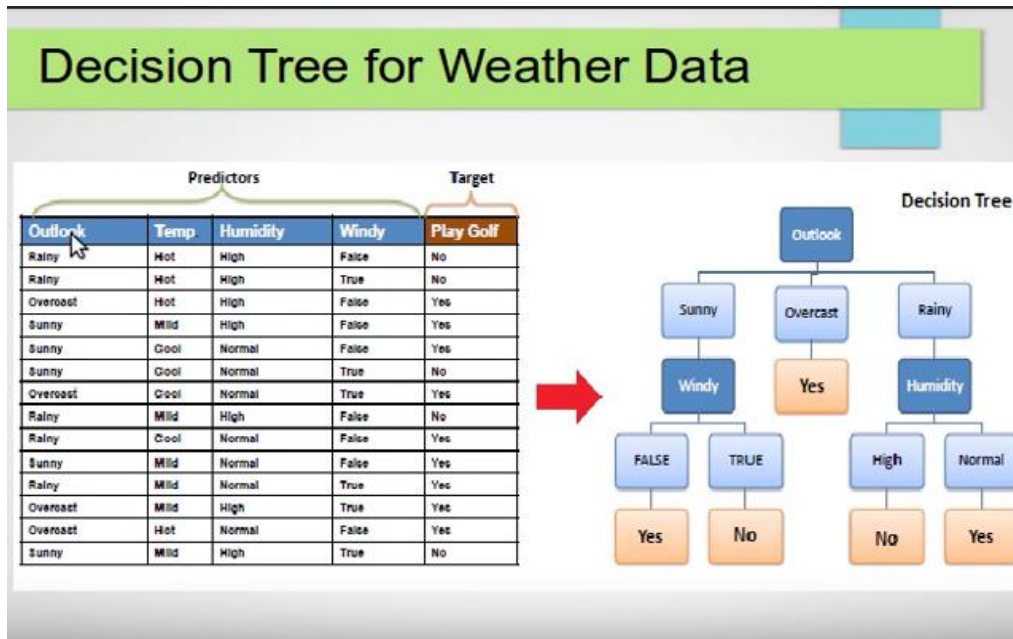 Decision Tree for Weather Data
Predictors Target
Outlook Temp. Humidity Windy Play Golf
Rainy Hot High False No
Rainy Hot High True No
Overcast Hot High False Yes
Sunny Mild High False Yes
Sunny Cool Normal False Yes
Sunny Cool Normal True No
Overcast Cool Normal True Yes
Rainy Mild High False No
Rainy Cool Normal False Yes
Sunny Mild Normal False Yes
Rainy Mild Normal True Yes
Overcast Mild High True Yes
Overcast Hot Normal False Yes
Sunny Mild High True No
Decision Tree
Outlook
Sunny Overcast Rainy
Windy Yes Humidity
FALSE TRUE High Normal
Yes No No Yes